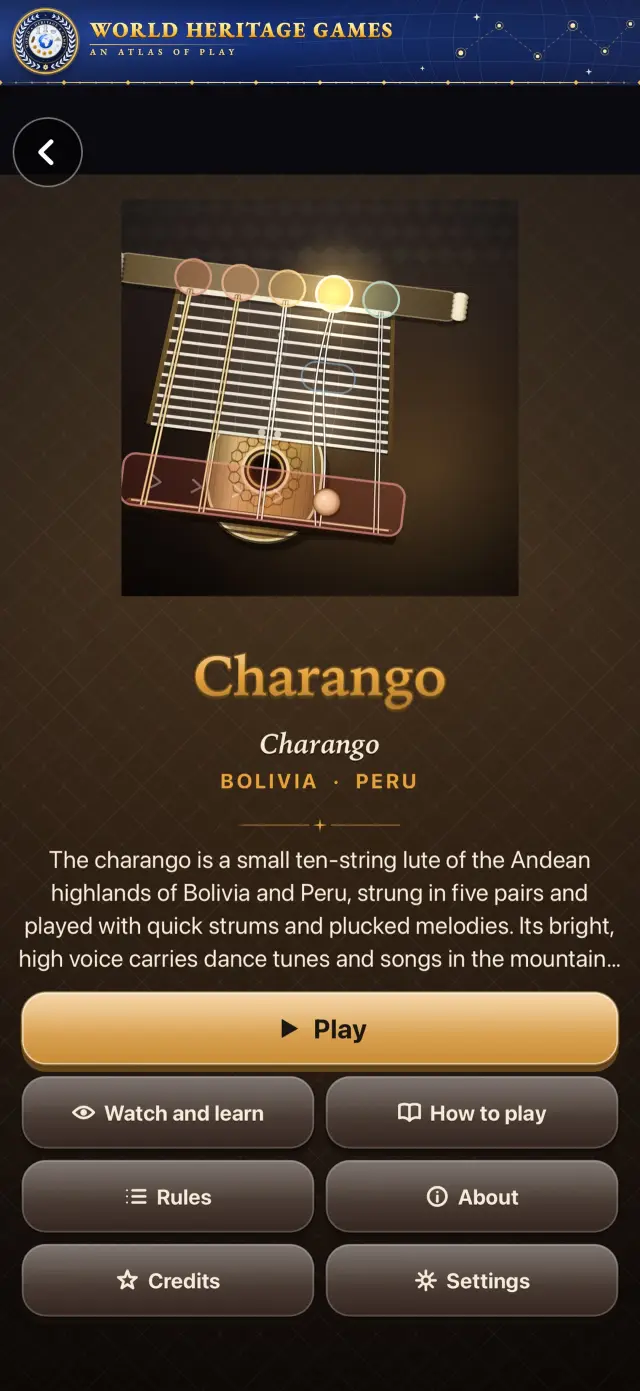 WORLD HERITAGE GAMES
AN ATLAS OF PLAY
Charango
Charango
BOLIVIA · PERU
The charango is a small ten-string lute of the Andean
highlands of Bolivia and Peru, strung in five pairs and
played with quick strums and plucked melodies. Its bright,
high voice carries dance tunes and songs in the mountain...
Play
Watch and learn
How to play
Rules
About
Credits
Settings